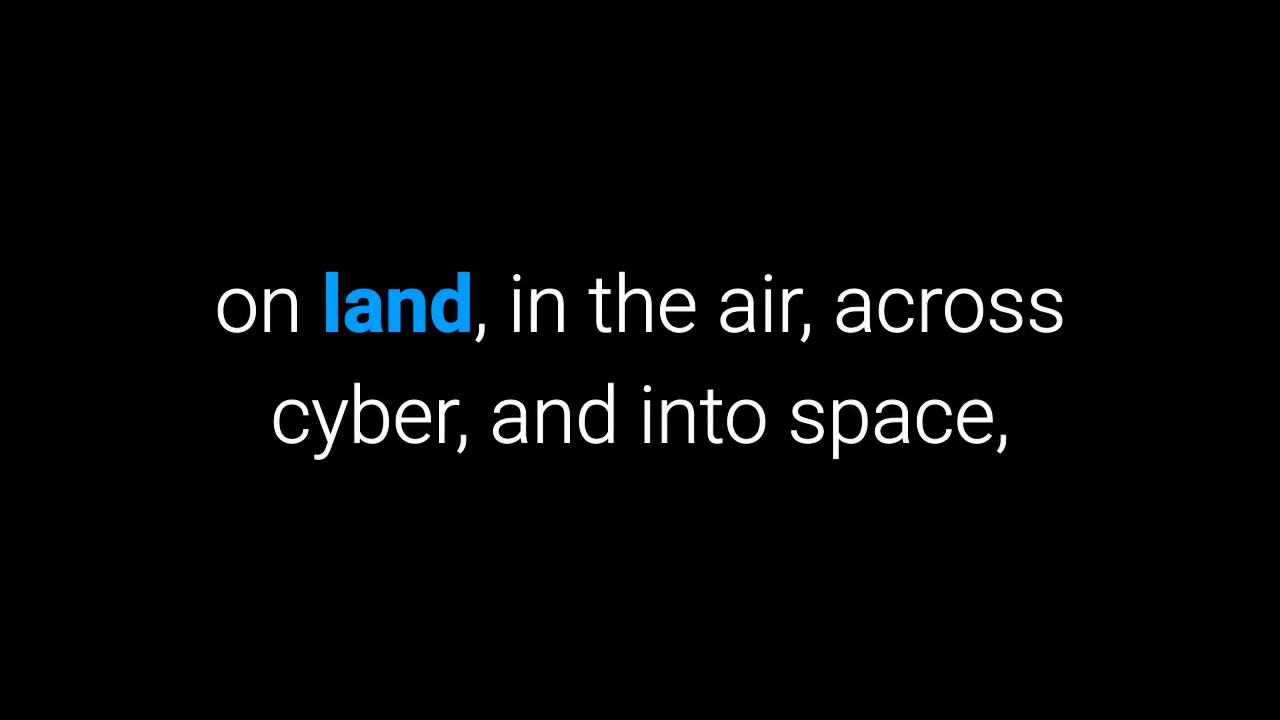 on land, in the air, across
cyber, and into space,